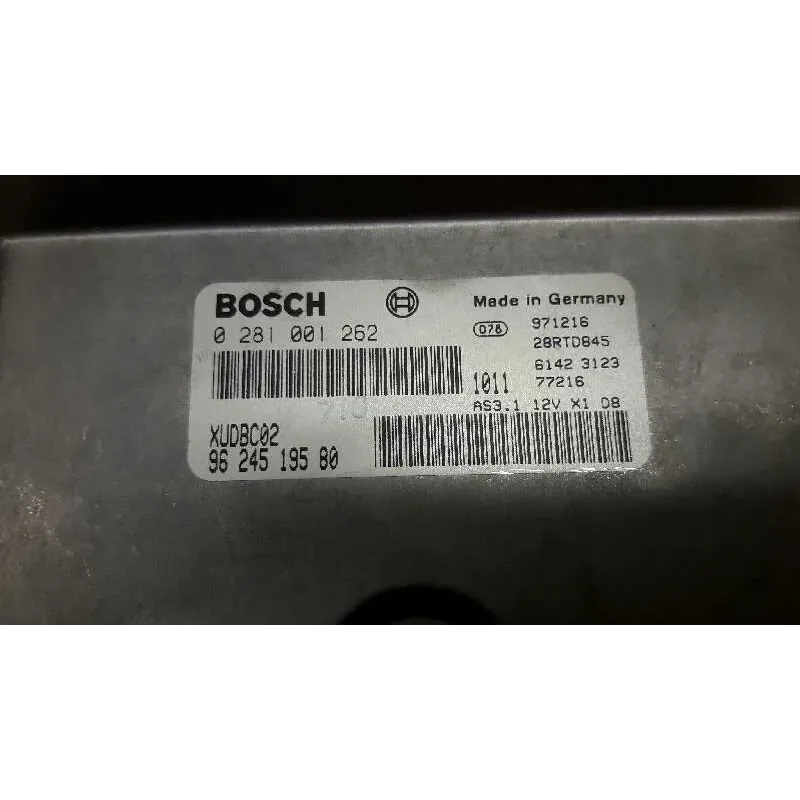 BOSCH
0 281 001 262
Made in Germany
078 971216
28RTD845
6142 3123
1011 77216
AS3.1 12V X1 D8
XUDBC02
96 245 195 80